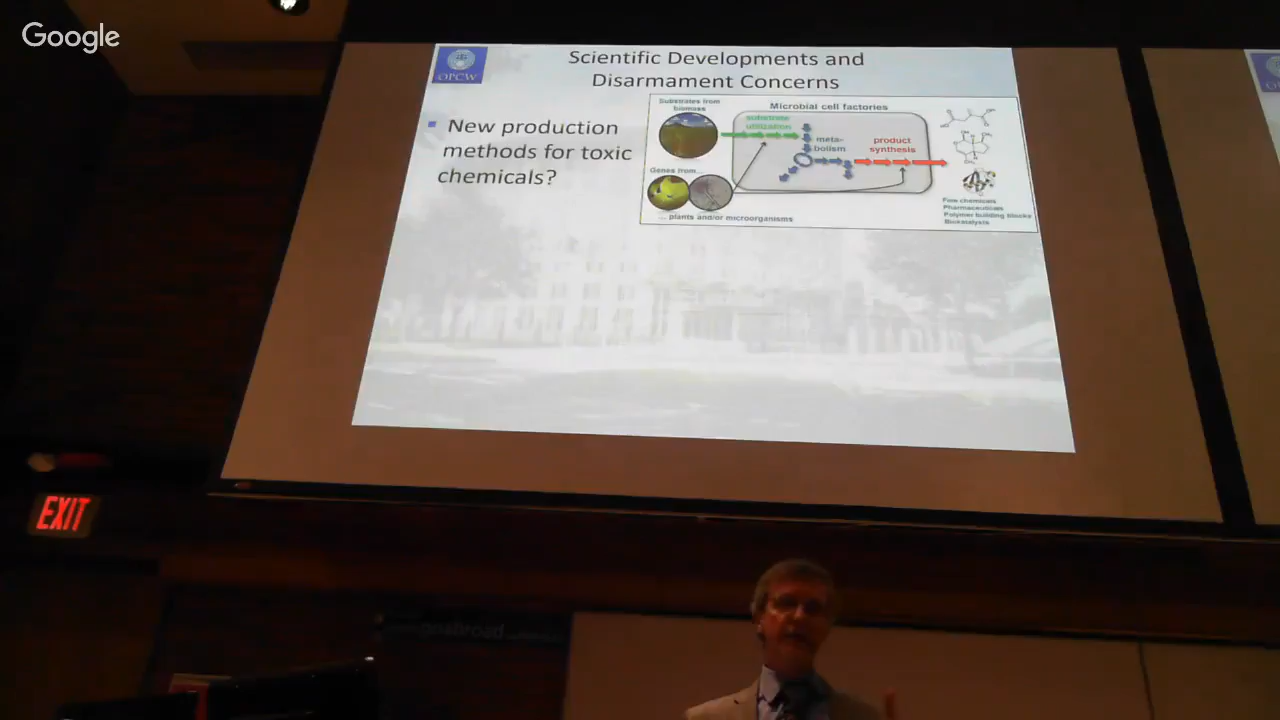 Google
OPCW
Scientific Developments and
Disarmament Concerns
New production
methods for toxic
chemicals?
Substrates from
biomass
Microbial cell factories
substrate
utilization
meta-
bolism
product
synthesis
Genes from...
... plants and/or microorganisms
Fine chemicals
Pharmaceuticals
Polymer building blocks
Biokatalysis
EXIT
goabroad